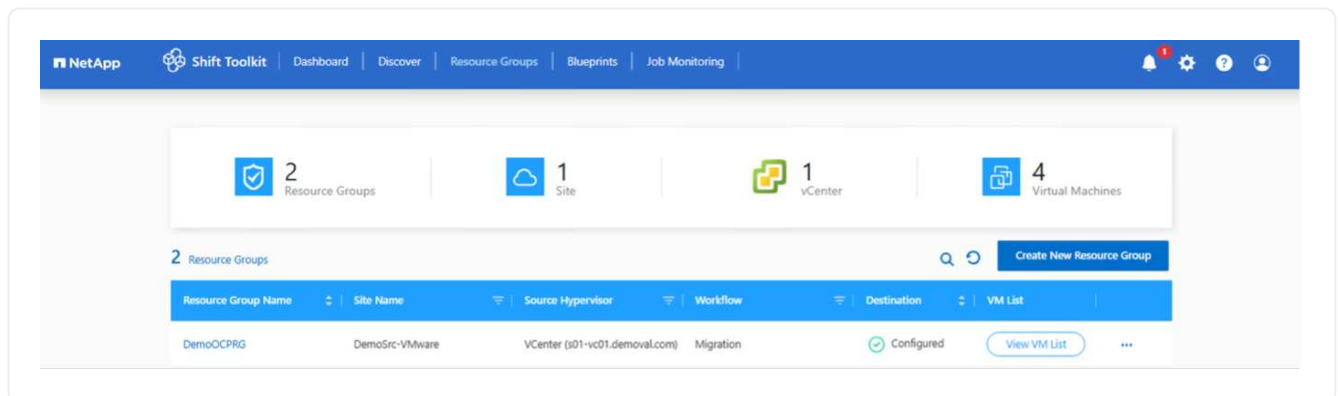 NetApp Shift Toolkit Dashboard Discover Resource Groups Blueprints Job Monitoring 1
2 Resource Groups
1 Site
1 vCenter
4 Virtual Machines
2 Resource Groups Create New Resource Group
Resource Group Name Site Name Source Hypervisor Workflow Destination VM List
DemoOCPRG DemoSrc-VMware VCenter (s01-vc01.demoval.com) Migration Configured View VM List